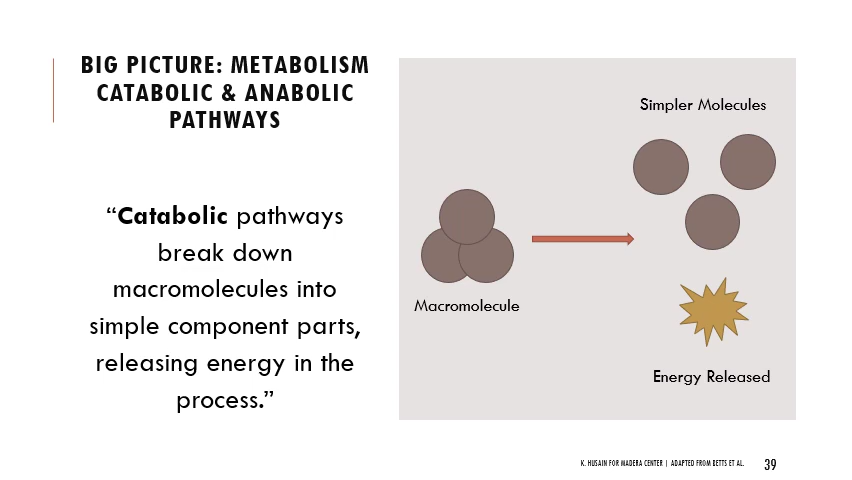 BIG PICTURE: METABOLISM
CATABOLIC & ANABOLIC
PATHWAYS
“Catabolic pathways
break down
macromolecules into
simple component parts,
releasing energy in the
process.”
Simpler Molecules
Macromolecule
Energy Released
K. HUSAIN FOR MADERA CENTER | ADAPTED FROM BETTS ET AL.
39